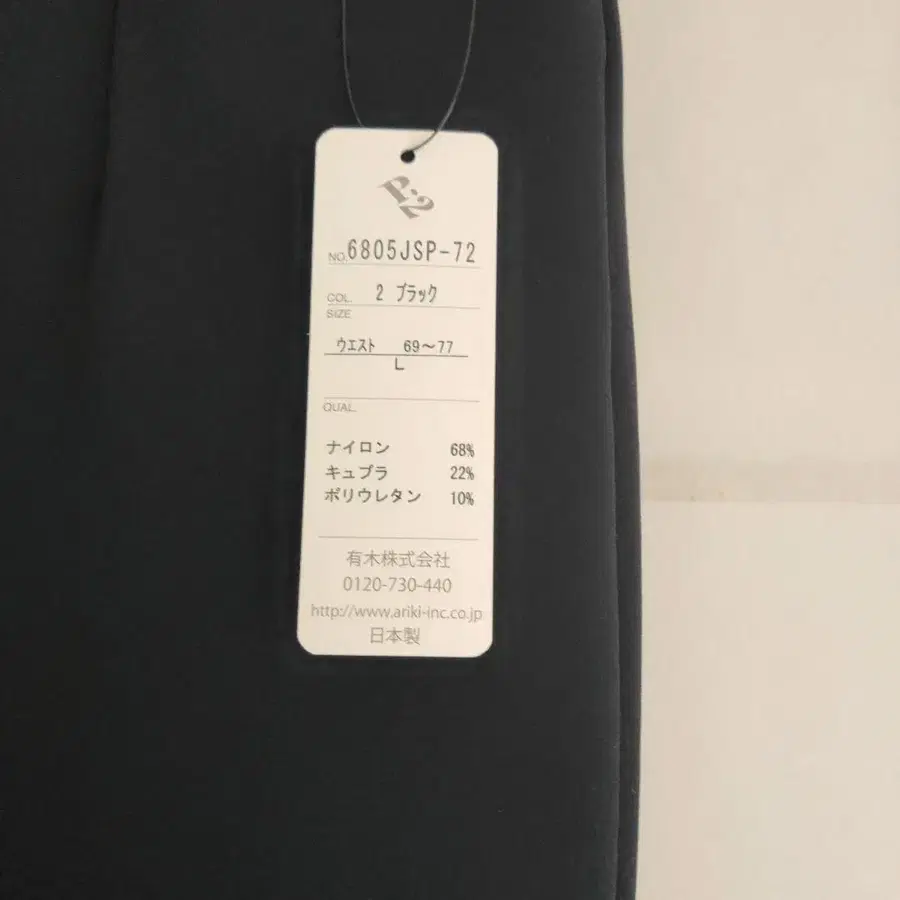 NO. 6805JSP-72
COL. 2 ブラック
SIZE
ウエスト 69〜77
L
QUAL.
ナイロン 68%
キュプラ 22%
ポリウレタン 10%
有木株式会社
0120-730-440
http://www.ariki-inc.co.jp
日本製